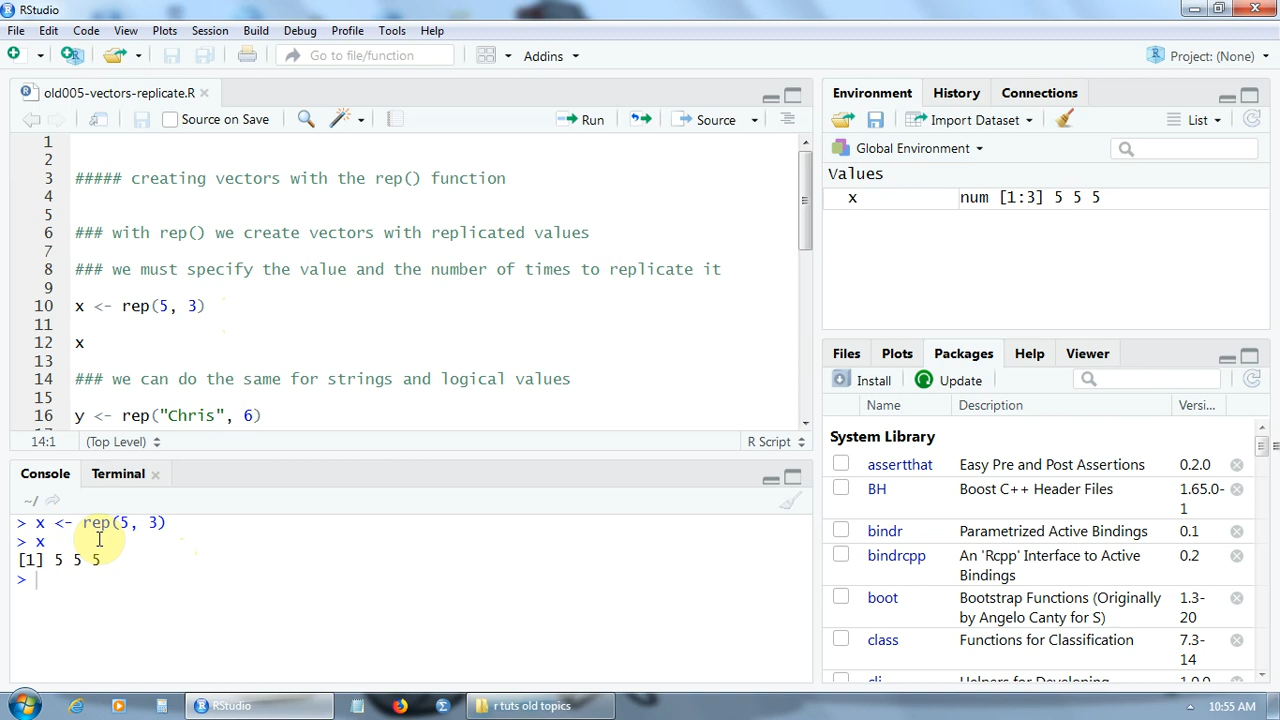 RStudio
File Edit Code View Plots Session Build Debug Profile Tools Help
Go to file/function Addins Project: (None)
old005-vectors-replicate.R
Source on Save Run Source
1
2
3 ##### creating vectors with the rep() function
4
5
6 ### with rep() we create vectors with replicated values
7
8 ### we must specify the value and the number of times to replicate it
9
10 x <- rep(5, 3)
11
12 x
13
14 ### we can do the same for strings and logical values
15
16 y <- rep("Chris", 6)
14:1 (Top Level) R Script
Console Terminal
~/
> x <- rep(5, 3)
> x
[1] 5 5 5
>
Environment History Connections
Import Dataset List
Global Environment
Values
x num [1:3] 5 5 5
Files Plots Packages Help Viewer
Install Update
Name Description Versi...
System Library
assertthat Easy Pre and Post Assertions 0.2.0
BH Boost C++ Header Files 1.65.0-
1
bindr Parametrized Active Bindings 0.1
bindrcpp An 'Rcpp' Interface to Active 0.2
Bindings
boot Bootstrap Functions (Originally 1.3-
by Angelo Canty for S) 20
class Functions for Classification 7.3-
14
cli Helpers for Developing 1.0.0
RStudio r tuts old topics 10:55 AM